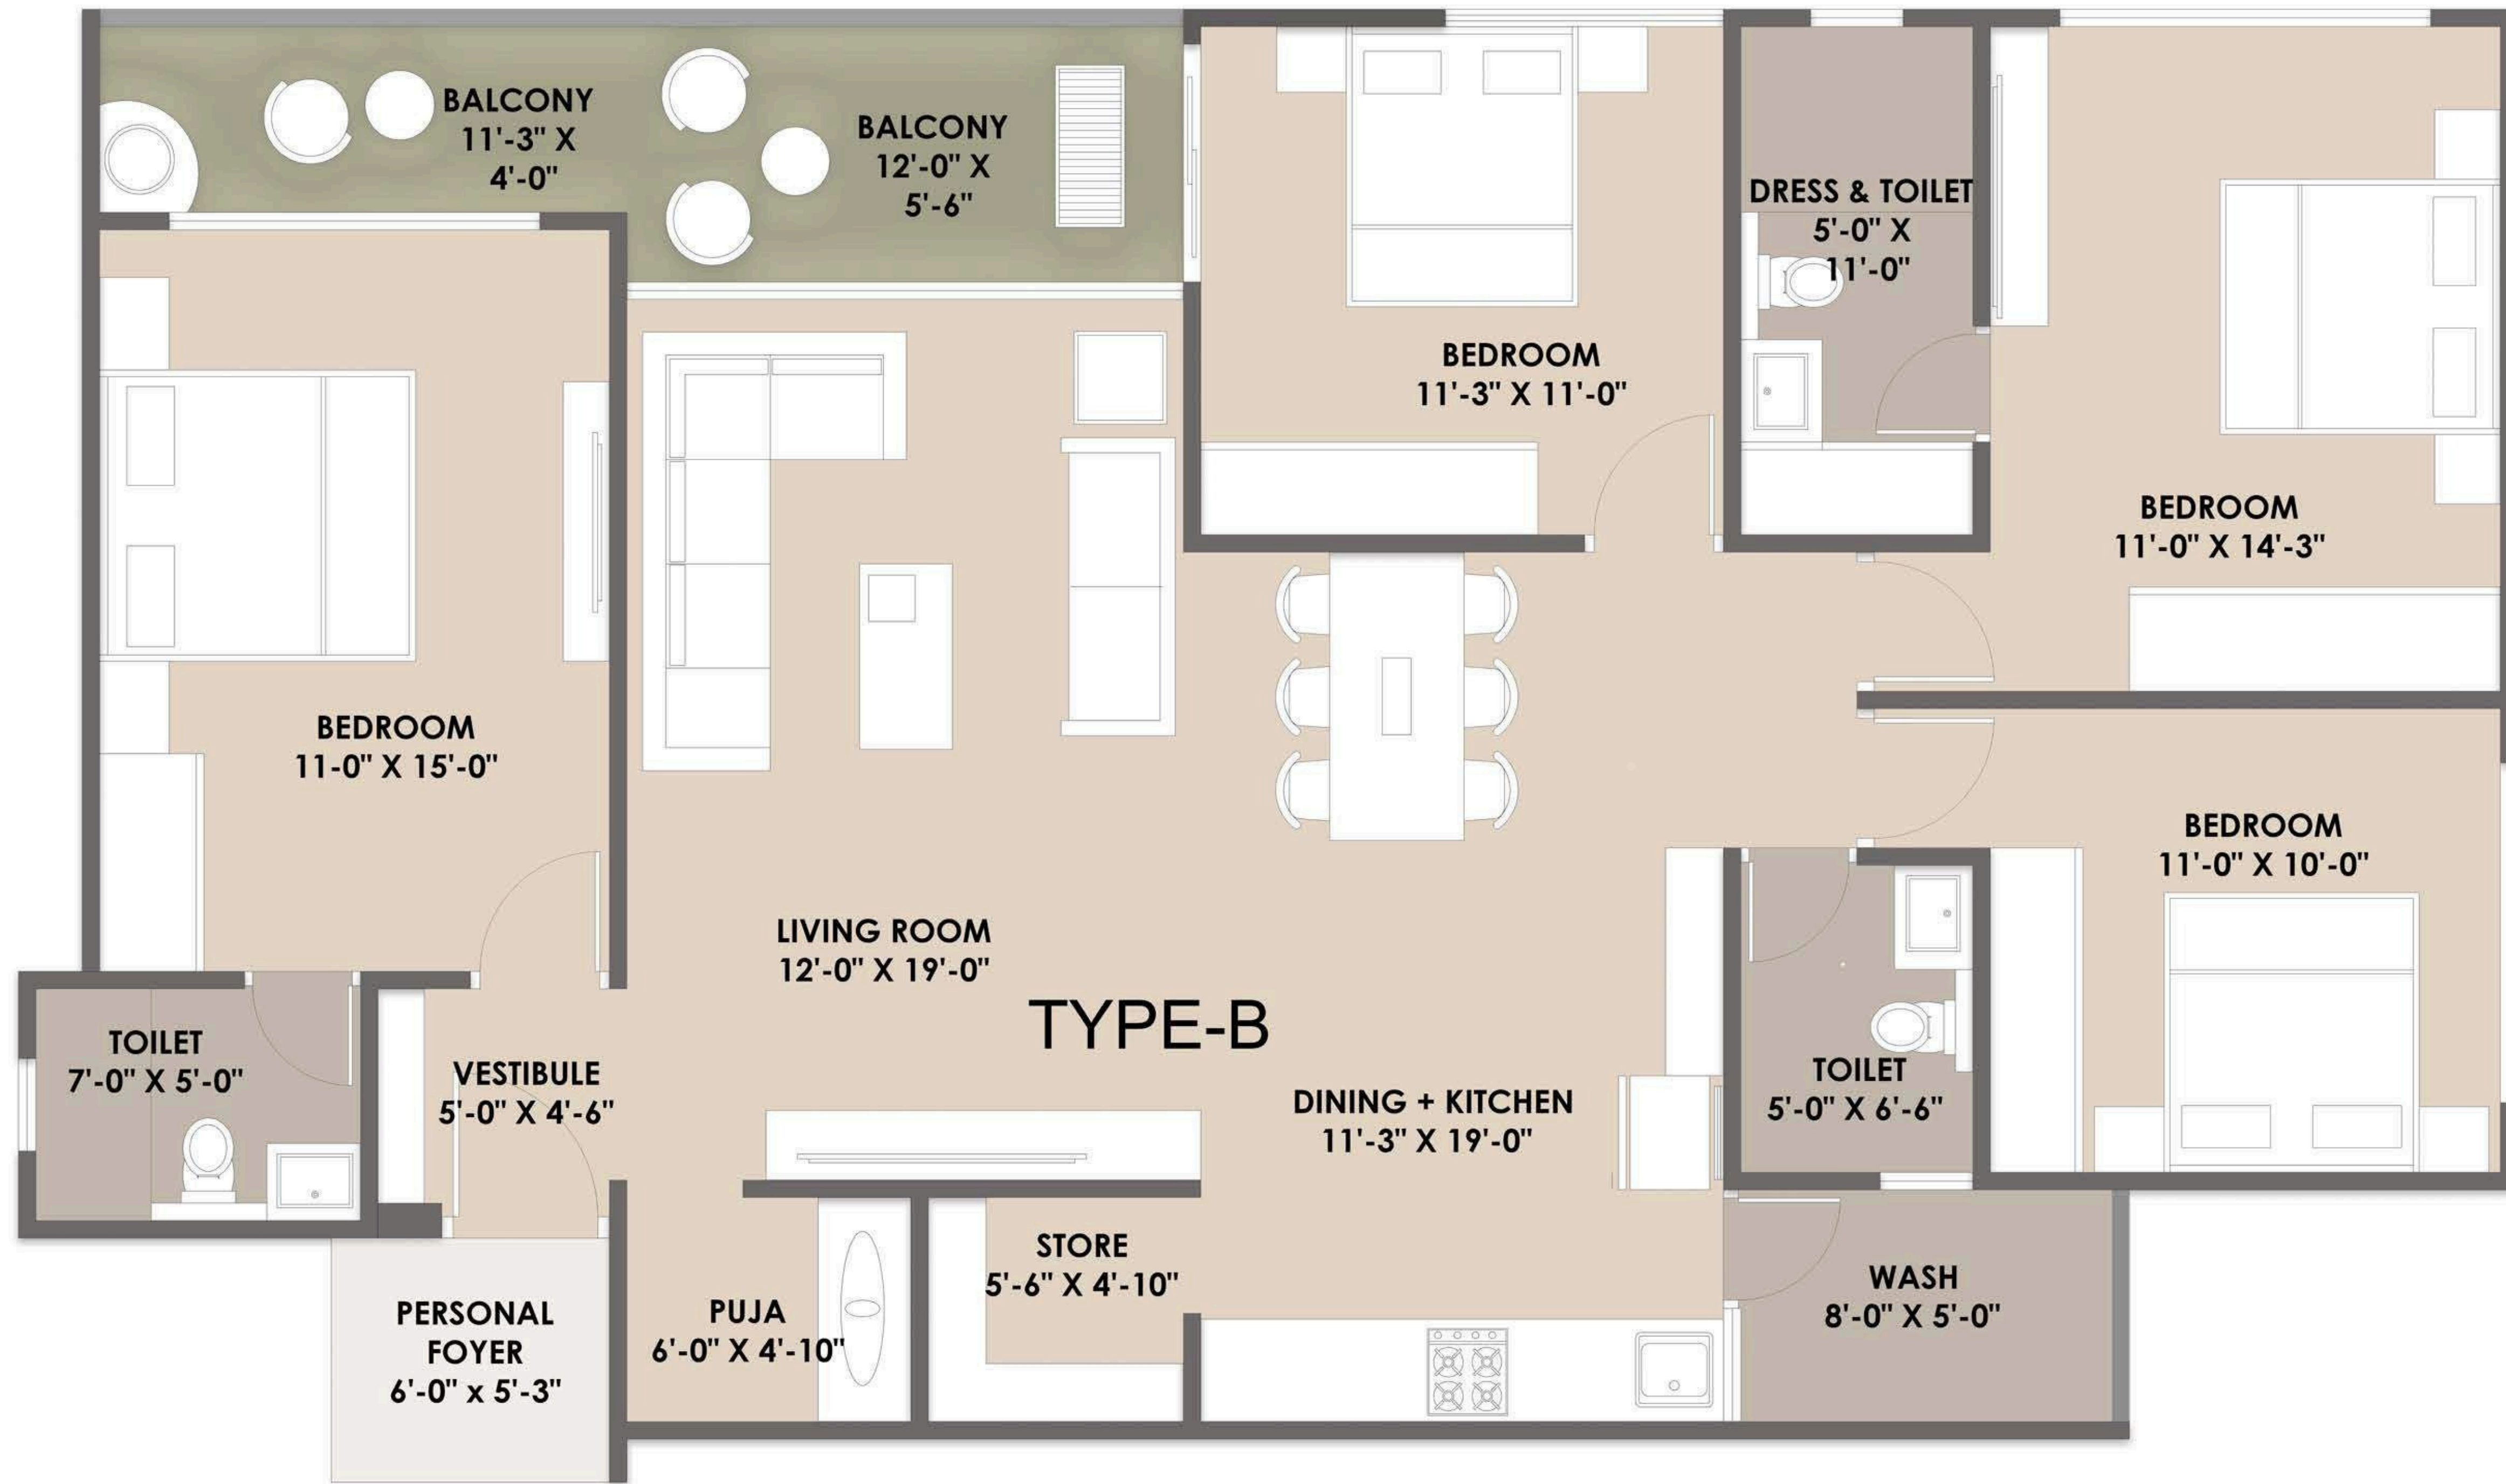 BALCONY
11'-3" X
4'-0"
BALCONY
12'-0" X
5'-6"
DRESS & TOILET
5'-0" X
11'-0"
BEDROOM
11'-3" X 11'-0"
BEDROOM
11'-0" X 14'-3"
BEDROOM
11-0" X 15'-0"
BEDROOM
11'-0" X 10'-0"
LIVING ROOM
12'-0" X 19'-0"
TYPE-B
TOILET
7'-0" X 5'-0"
VESTIBULE
5'-0" X 4'-6"
DINING + KITCHEN
11'-3" X 19'-0"
TOILET
5'-0" X 6'-6"
STORE
5'-6" X 4'-10"
WASH
8'-0" X 5'-0"
PERSONAL
FOYER
6'-0" x 5'-3"
PUJA
6'-0" X 4'-10"